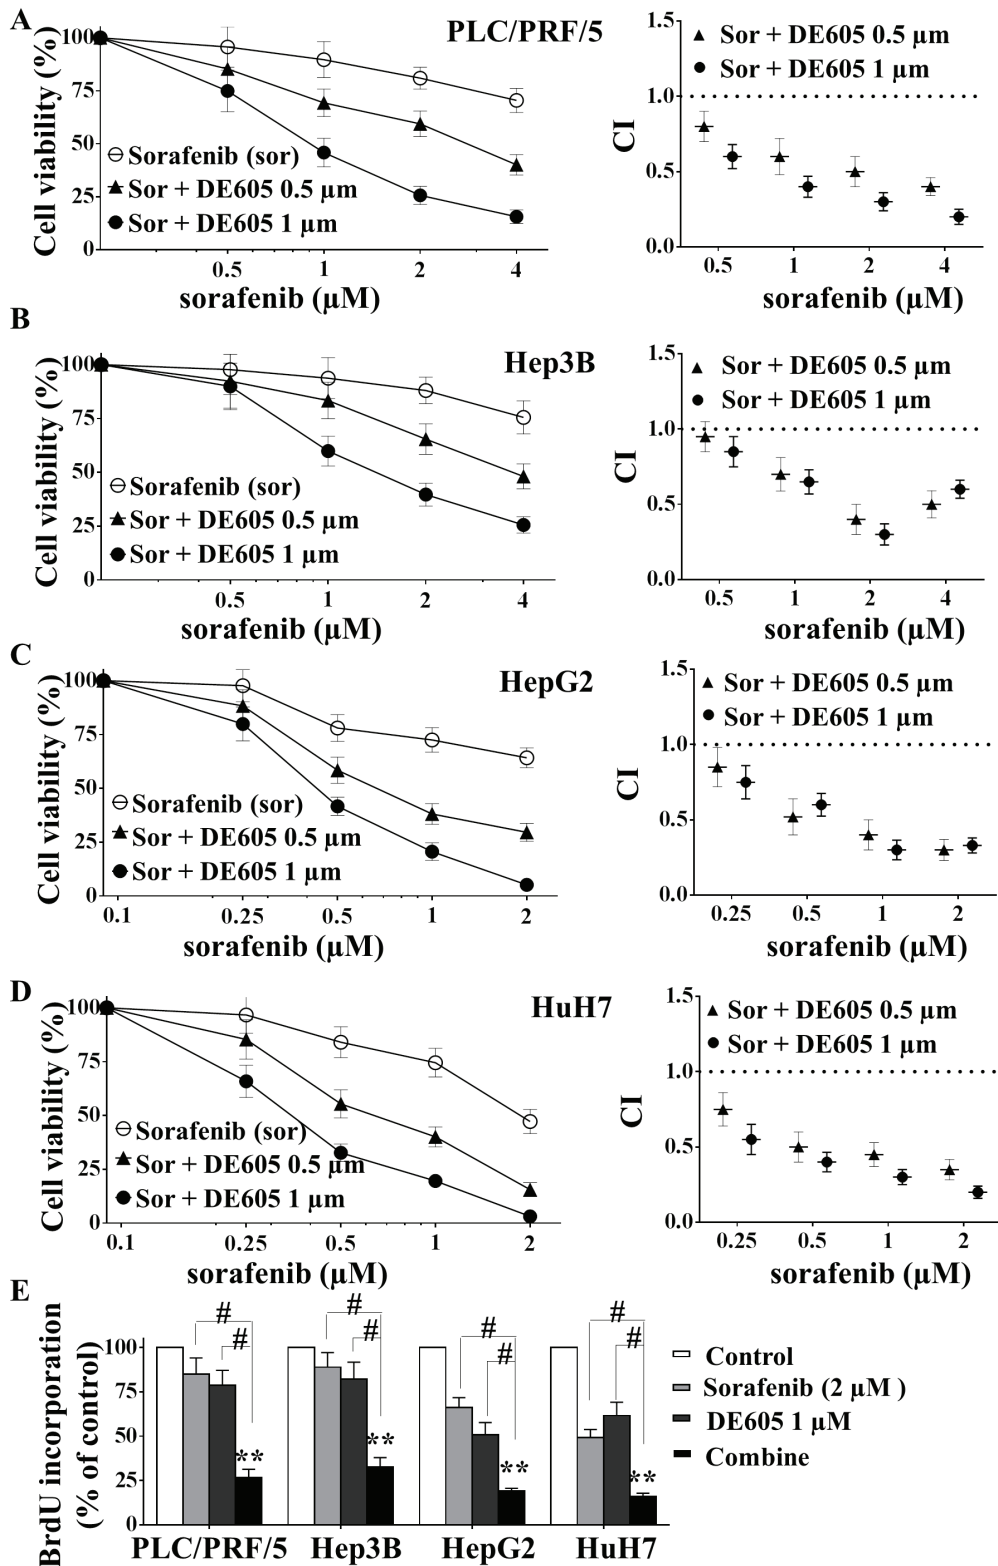 A
PLC/PRF/5
Cell viability (%)
100
75
50
25
0
Sorafenib (sor)
Sor + DE605 0.5 µm
Sor + DE605 1 µm
0.5 1 2 4
sorafenib (µM)
CI
1.5
1.0
0.5
0.0
Sor + DE605 0.5 µm
Sor + DE605 1 µm
0.5 1 2 4
sorafenib (µM)
B
Hep3B
Cell viability (%)
100
75
50
25
0
Sorafenib (sor)
Sor + DE605 0.5 µm
Sor + DE605 1 µm
0.5 1 2 4
sorafenib (µM)
CI
1.5
1.0
0.5
0.0
Sor + DE605 0.5 µm
Sor + DE605 1 µm
0.5 1 2 4
sorafenib (µM)
C
HepG2
Cell viability (%)
100
75
50
25
0
Sorafenib (sor)
Sor + DE605 0.5 µm
Sor + DE605 1 µm
0.1 0.25 0.5 1 2
sorafenib (µM)
CI
1.5
1.0
0.5
0.0
Sor + DE605 0.5 µm
Sor + DE605 1 µm
0.25 0.5 1 2
sorafenib (µM)
D
HuH7
Cell viability (%)
100
75
50
25
0
Sorafenib (sor)
Sor + DE605 0.5 µm
Sor + DE605 1 µm
0.1 0.25 0.5 1 2
sorafenib (µM)
CI
1.5
1.0
0.5
0.0
Sor + DE605 0.5 µm
Sor + DE605 1 µm
0.25 0.5 1 2
sorafenib (µM)
E
BrdU incorporation
(% of control)
100
75
50
25
0
# # # #
# # # #
** ** ** **
PLC/PRF/5 Hep3B HepG2 HuH7
Control
Sorafenib (2 µM )
DE605 1 µM
Combine